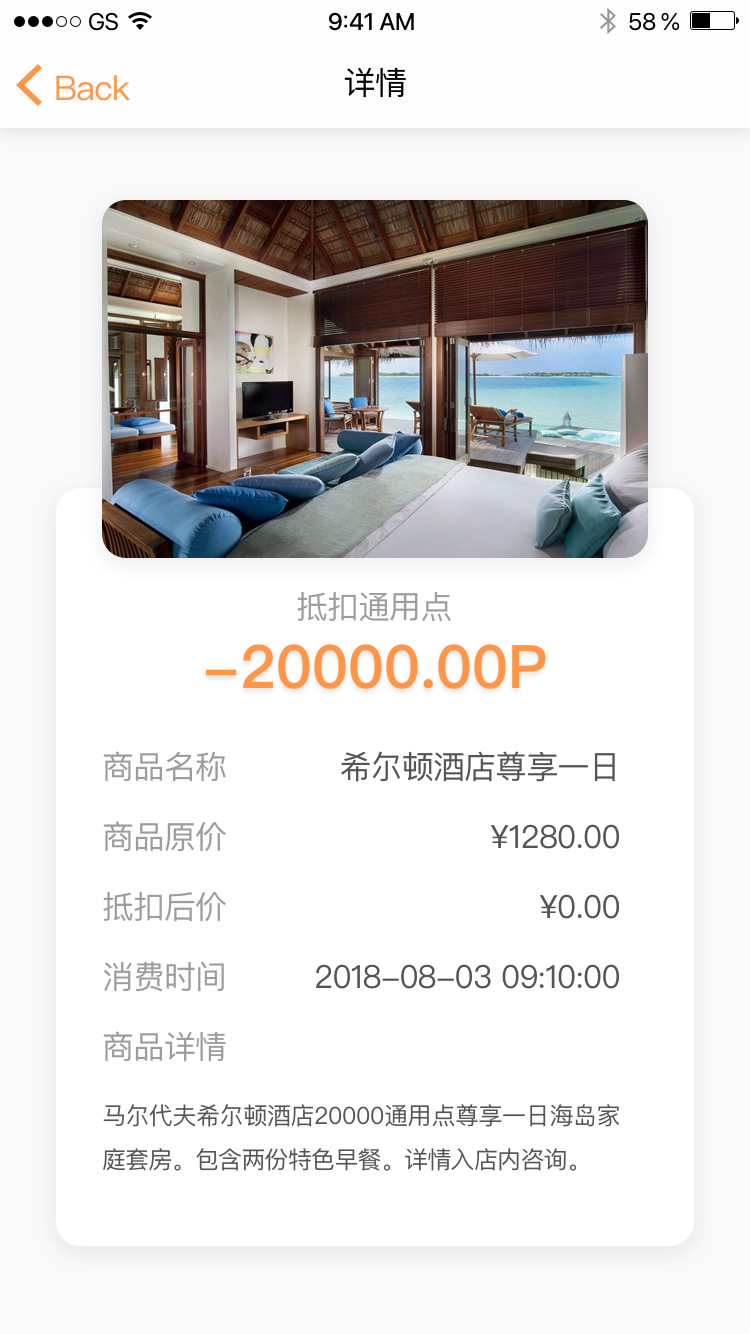 GS 9:41 AM 58 %
Back 详情
抵扣通用点
-20000.00P
商品名称 希尔顿酒店尊享一日
商品原价 ¥1280.00
抵扣后价 ¥0.00
消费时间 2018-08-03 09:10:00
商品详情
马尔代夫希尔顿酒店20000通用点尊享一日海岛家
庭套房。包含两份特色早餐。详情入店内咨询。